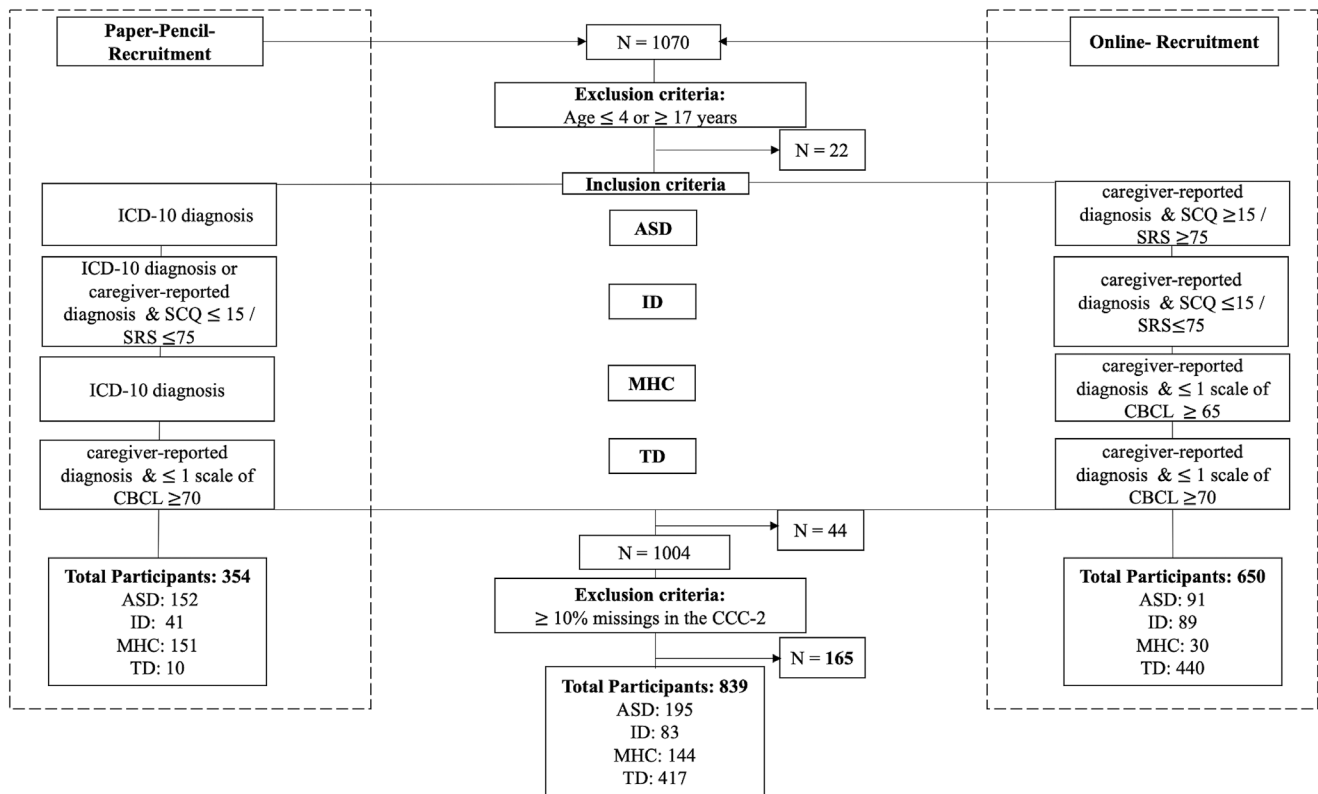 Paper-Pencil-
Recruitment
N = 1070
Online- Recruitment
Exclusion criteria:
Age ≤ 4 or ≥ 17 years
N = 22
Inclusion criteria
ICD-10 diagnosis
ASD
caregiver-reported
diagnosis & SCQ ≥15 /
SRS ≥75
ICD-10 diagnosis or
caregiver-reported
diagnosis & SCQ ≤ 15 /
SRS ≤75
ID
caregiver-reported
diagnosis & SCQ ≤15 /
SRS≤75
ICD-10 diagnosis
MHC
caregiver-reported
diagnosis & ≤ 1 scale of
CBCL ≥ 65
caregiver-reported
diagnosis & ≤ 1 scale of
CBCL ≥70
TD
caregiver-reported
diagnosis & ≤ 1 scale of
CBCL ≥70
N = 44
N = 1004
Total Participants: 354
ASD: 152
ID: 41
MHC: 151
TD: 10
Exclusion criteria:
≥ 10% missings in the CCC-2
N = 165
Total Participants: 650
ASD: 91
ID: 89
MHC: 30
TD: 440
Total Participants: 839
ASD: 195
ID: 83
MHC: 144
TD: 417